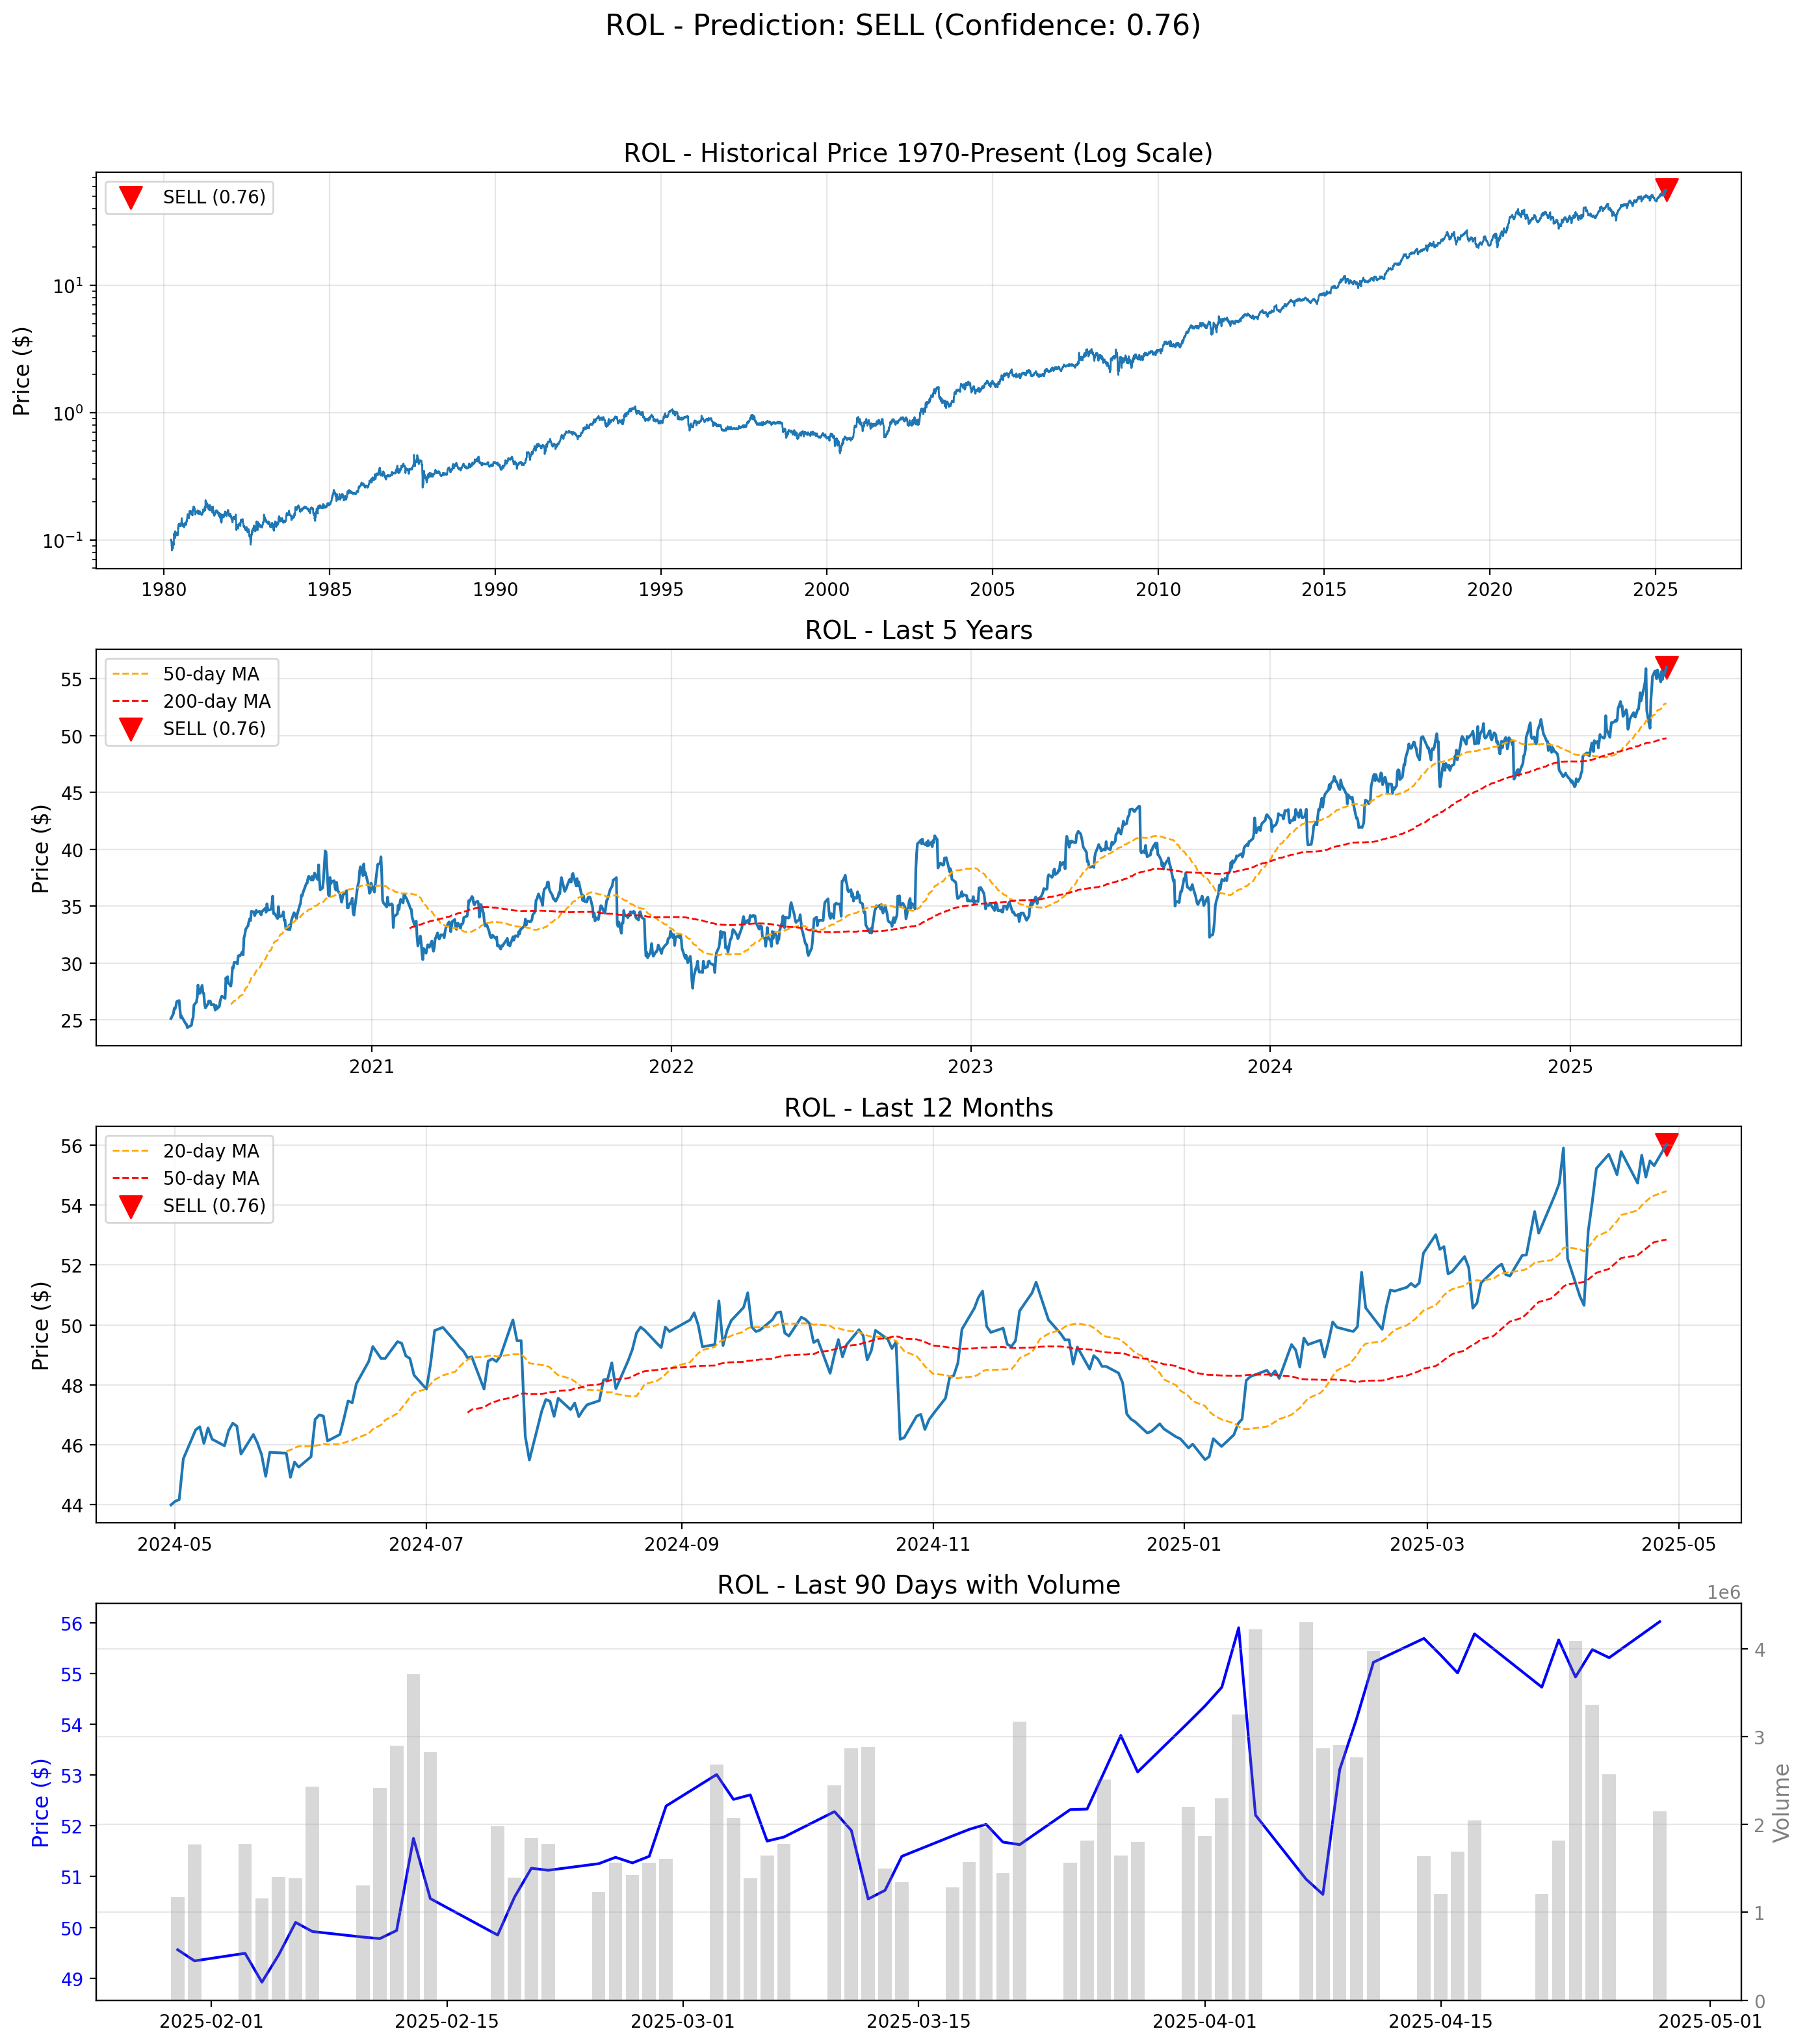 ROL - Prediction: SELL (Confidence: 0.76)
ROL - Historical Price 1970-Present (Log Scale)
SELL (0.76)
Price ($)
10¹
10⁰
10⁻¹
1980 1985 1990 1995 2000 2005 2010 2015 2020 2025
ROL - Last 5 Years
50-day MA
200-day MA
SELL (0.76)
Price ($)
55
50
45
40
35
30
25
2021 2022 2023 2024 2025
ROL - Last 12 Months
20-day MA
50-day MA
SELL (0.76)
Price ($)
56
54
52
50
48
46
44
2024-05 2024-07 2024-09 2024-11 2025-01 2025-03 2025-05
ROL - Last 90 Days with Volume
1e6
Price ($)
56
55
54
53
52
51
50
49
4
3
2
1
0
Volume
2025-02-01 2025-02-15 2025-03-01 2025-03-15 2025-04-01 2025-04-15 2025-05-01